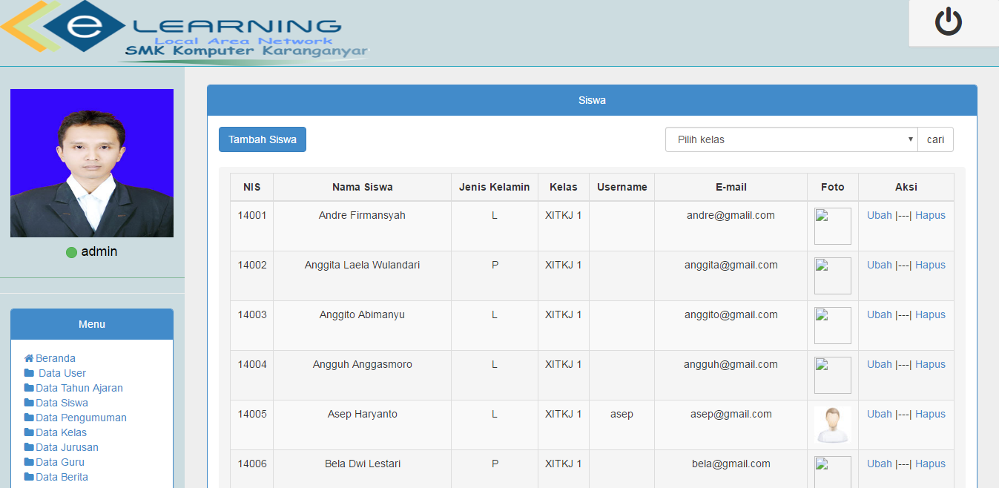 e LEARNING
Local Area Network
SMK Komputer Karanganyar
admin
Menu
Beranda
Data User
Data Tahun Ajaran
Data Siswa
Data Pengumuman
Data Kelas
Data Jurusan
Data Guru
Data Berita
Siswa
Tambah Siswa
Pilih kelas cari
NIS Nama Siswa Jenis Kelamin Kelas Username E-mail Foto Aksi
14001 Andre Firmansyah L XITKJ 1 andre@gmalil.com Ubah |---| Hapus
14002 Anggita Laela Wulandari P XITKJ 1 anggita@gmail.com Ubah |---| Hapus
14003 Anggito Abimanyu L XITKJ 1 anggito@gmail.com Ubah |---| Hapus
14004 Angguh Anggasmoro L XITKJ 1 angguh@gmail.com Ubah |---| Hapus
14005 Asep Haryanto L XITKJ 1 asep asep@gmail.com Ubah |---| Hapus
14006 Bela Dwi Lestari P XITKJ 1 bela@gmail.com Ubah |---| Hapus